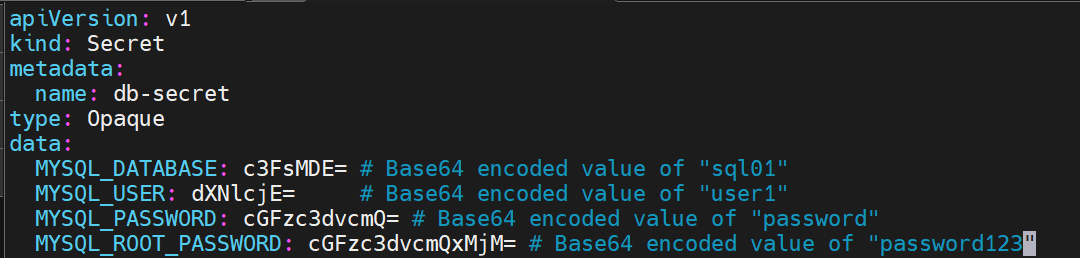 apiVersion: v1
kind: Secret
metadata:
  name: db-secret
type: Opaque
data:
  MYSQL_DATABASE: c3FsMDE= # Base64 encoded value of "sql01"
  MYSQL_USER: dXNlcjE=     # Base64 encoded value of "user1"
  MYSQL_PASSWORD: cGFzc3dvcmQ= # Base64 encoded value of "password"
  MYSQL_ROOT_PASSWORD: cGFzc3dvcmQxMjM= # Base64 encoded value of "password123"